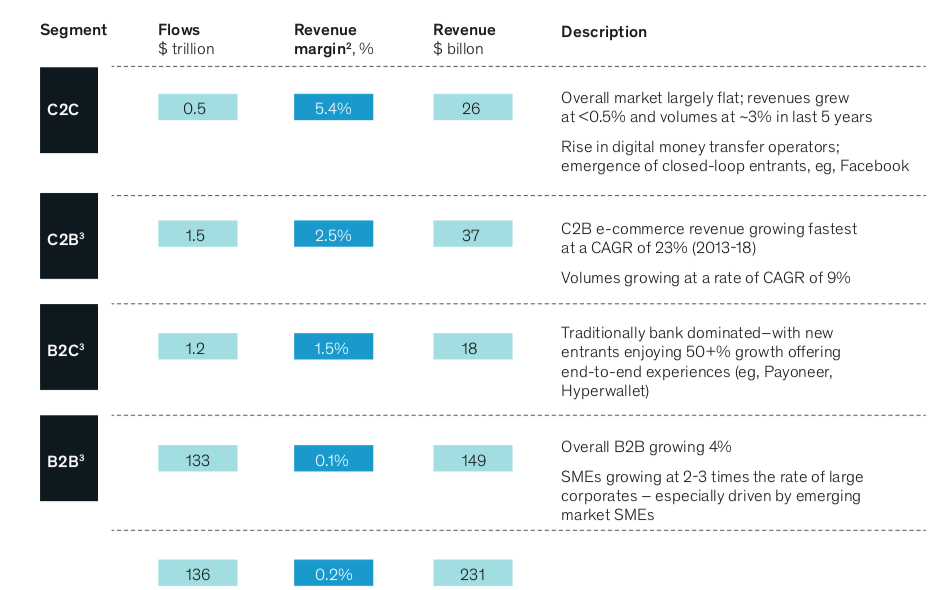 Segment
Flows
$ trillion
Revenue
margin², %
Revenue
$ billon
Description
C2C
0.5
5.4%
26
Overall market largely flat; revenues grew
at <0.5% and volumes at ~3% in last 5 years
Rise in digital money transfer operators;
emergence of closed-loop entrants, eg, Facebook
C2B³
1.5
2.5%
37
C2B e-commerce revenue growing fastest
at a CAGR of 23% (2013-18)
Volumes growing at a rate of CAGR of 9%
B2C³
1.2
1.5%
18
Traditionally bank dominated—with new
entrants enjoying 50+% growth offering
end-to-end experiences (eg, Payoneer,
Hyperwallet)
B2B³
133
0.1%
149
Overall B2B growing 4%
SMEs growing at 2-3 times the rate of large
corporates – especially driven by emerging
market SMEs
136
0.2%
231